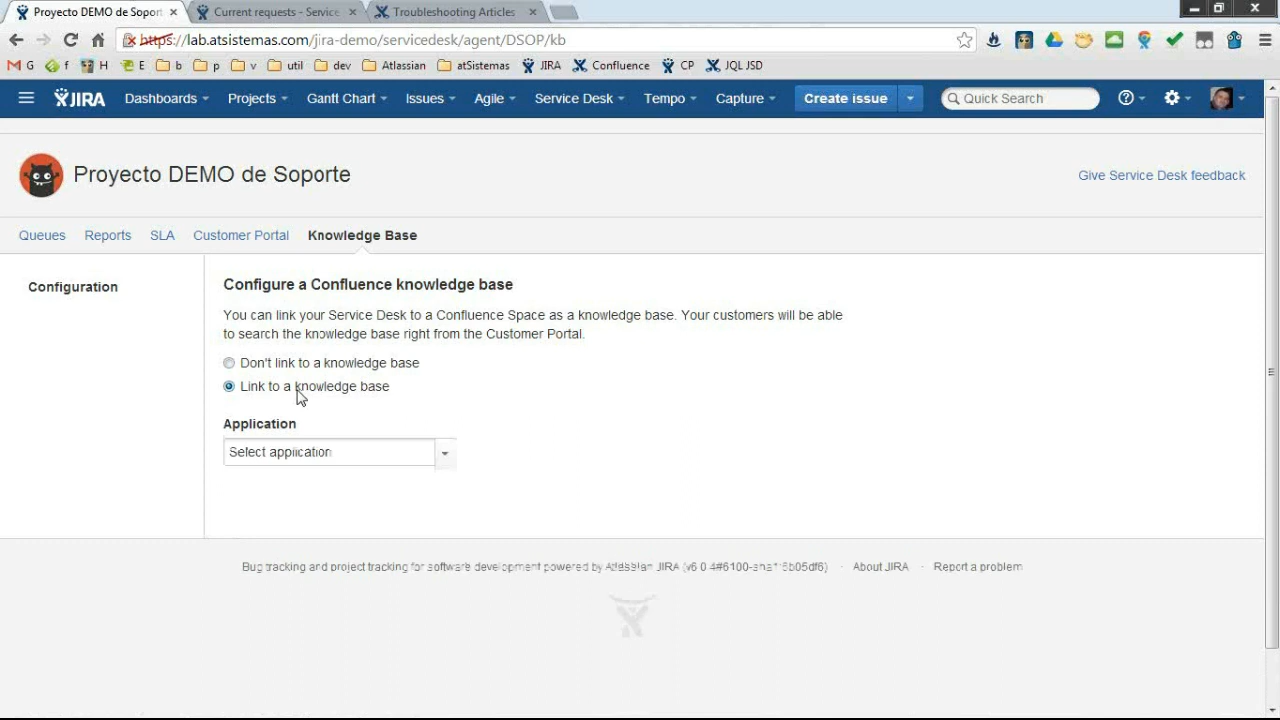 Proyecto DEMO de Soport
Current requests - Service
Troubleshooting Articles
https://lab.atsistemas.com/jira-demo/servicedesk/agent/DSOP/kb
G f H E b p v util dev Atlassian atSistemas JIRA Confluence CP JQL JSD
JIRA Dashboards Projects Gantt Chart Issues Agile Service Desk Tempo Capture Create issue Quick Search
Proyecto DEMO de Soporte
Give Service Desk feedback
Queues Reports SLA Customer Portal Knowledge Base
Configuration
Configure a Confluence knowledge base
You can link your Service Desk to a Confluence Space as a knowledge base. Your customers will be able
to search the knowledge base right from the Customer Portal.
Don't link to a knowledge base
Link to a knowledge base
Application
Select application
Bug tracking and project tracking for software development powered by Atlassian JIRA · About JIRA · Report a problem